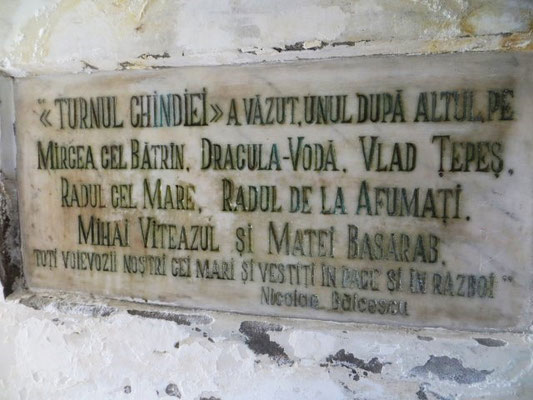 “ «TURNUL CHINDIEI» A VĂZUT, UNUL DUPĂ ALTUL, PE
MIRCEA CEL BĂTRÎN, DRACULA-VODĂ, VLAD ȚEPEȘ,
RADUL CEL MARE, RADUL DE LA AFUMAȚI,
MIHAI VITEAZUL ȘI MATEI BASARAB,
TOȚI VOIEVOZII NOȘTRI CEI MARI ȘI VESTIȚI ÎN PACE ȘI ÎN RĂZBOI ”
Nicolae Bălcescu